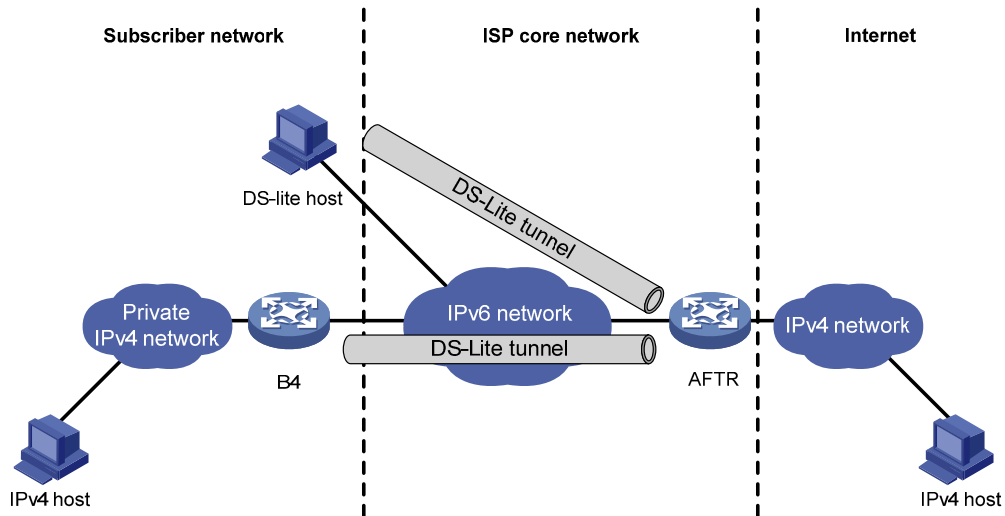 Subscriber network
ISP core network
Internet
DS-lite host
DS-Lite tunnel
Private
IPv4 network
B4
IPv6 network
DS-Lite tunnel
AFTR
IPv4 network
IPv4 host
IPv4 host